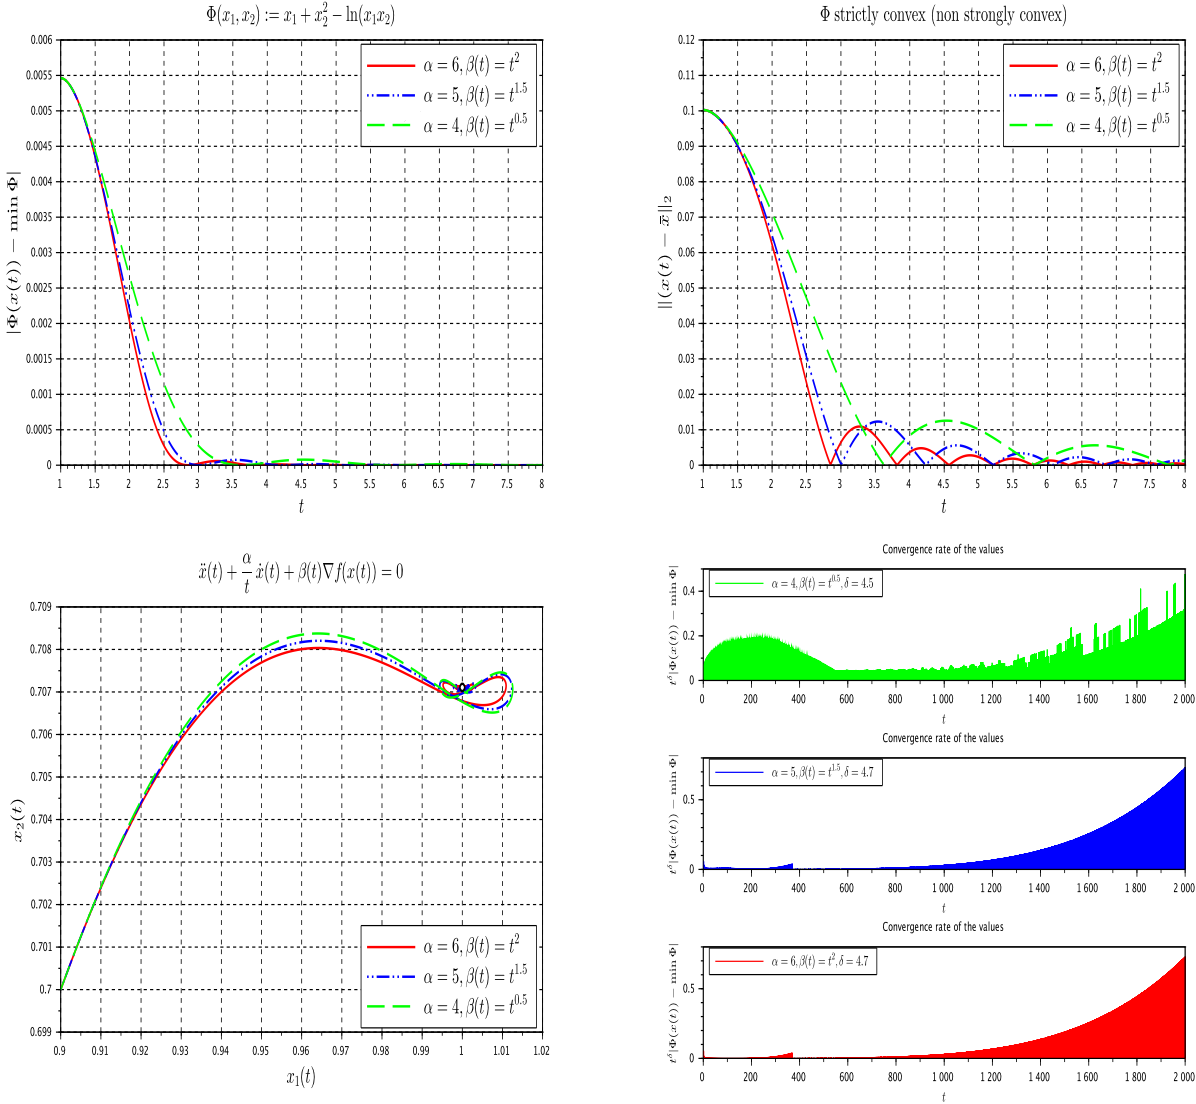 Φ(x₁, x₂) := x₁ + x₂² − ln(x₁x₂)
|Φ(x(t)) − min Φ|
0.006
0.0055
0.005
0.0045
0.004
0.0035
0.003
0.0025
0.002
0.0015
0.001
0.0005
0
α = 6, β(t) = t²
α = 5, β(t) = t^1.5
α = 4, β(t) = t^0.5
1 1.5 2 2.5 3 3.5 4 4.5 5 5.5 6 6.5 7 7.5 8
t
Φ strictly convex (non strongly convex)
||(x(t) − x̄||₂
0.12
0.11
0.1
0.09
0.08
0.07
0.06
0.05
0.04
0.03
0.02
0.01
0
α = 6, β(t) = t²
α = 5, β(t) = t^1.5
α = 4, β(t) = t^0.5
1 1.5 2 2.5 3 3.5 4 4.5 5 5.5 6 6.5 7 7.5 8
t
ẍ(t) + α/t ẋ(t) + β(t)∇f(x(t)) = 0
x₂(t)
0.709
0.708
0.707
0.706
0.705
0.704
0.703
0.702
0.701
0.7
0.699
α = 6, β(t) = t²
α = 5, β(t) = t^1.5
α = 4, β(t) = t^0.5
0.9 0.91 0.92 0.93 0.94 0.95 0.96 0.97 0.98 0.99 1 1.01 1.02
x₁(t)
Convergence rate of the values
t^δ|Φ(x(t)) − min Φ|
0.4
0.2
0
α = 4, β(t) = t^0.5, δ = 4.5
0 200 400 600 800 1 000 1 200 1 400 1 600 1 800 2 000
t
Convergence rate of the values
t^δ|Φ(x(t)) − min Φ|
0.5
0
α = 5, β(t) = t^1.5, δ = 4.7
0 200 400 600 800 1 000 1 200 1 400 1 600 1 800 2 000
t
Convergence rate of the values
t^δ|Φ(x(t)) − min Φ|
0.5
0
α = 6, β(t) = t², δ = 4.7
0 200 400 600 800 1 000 1 200 1 400 1 600 1 800 2 000
t